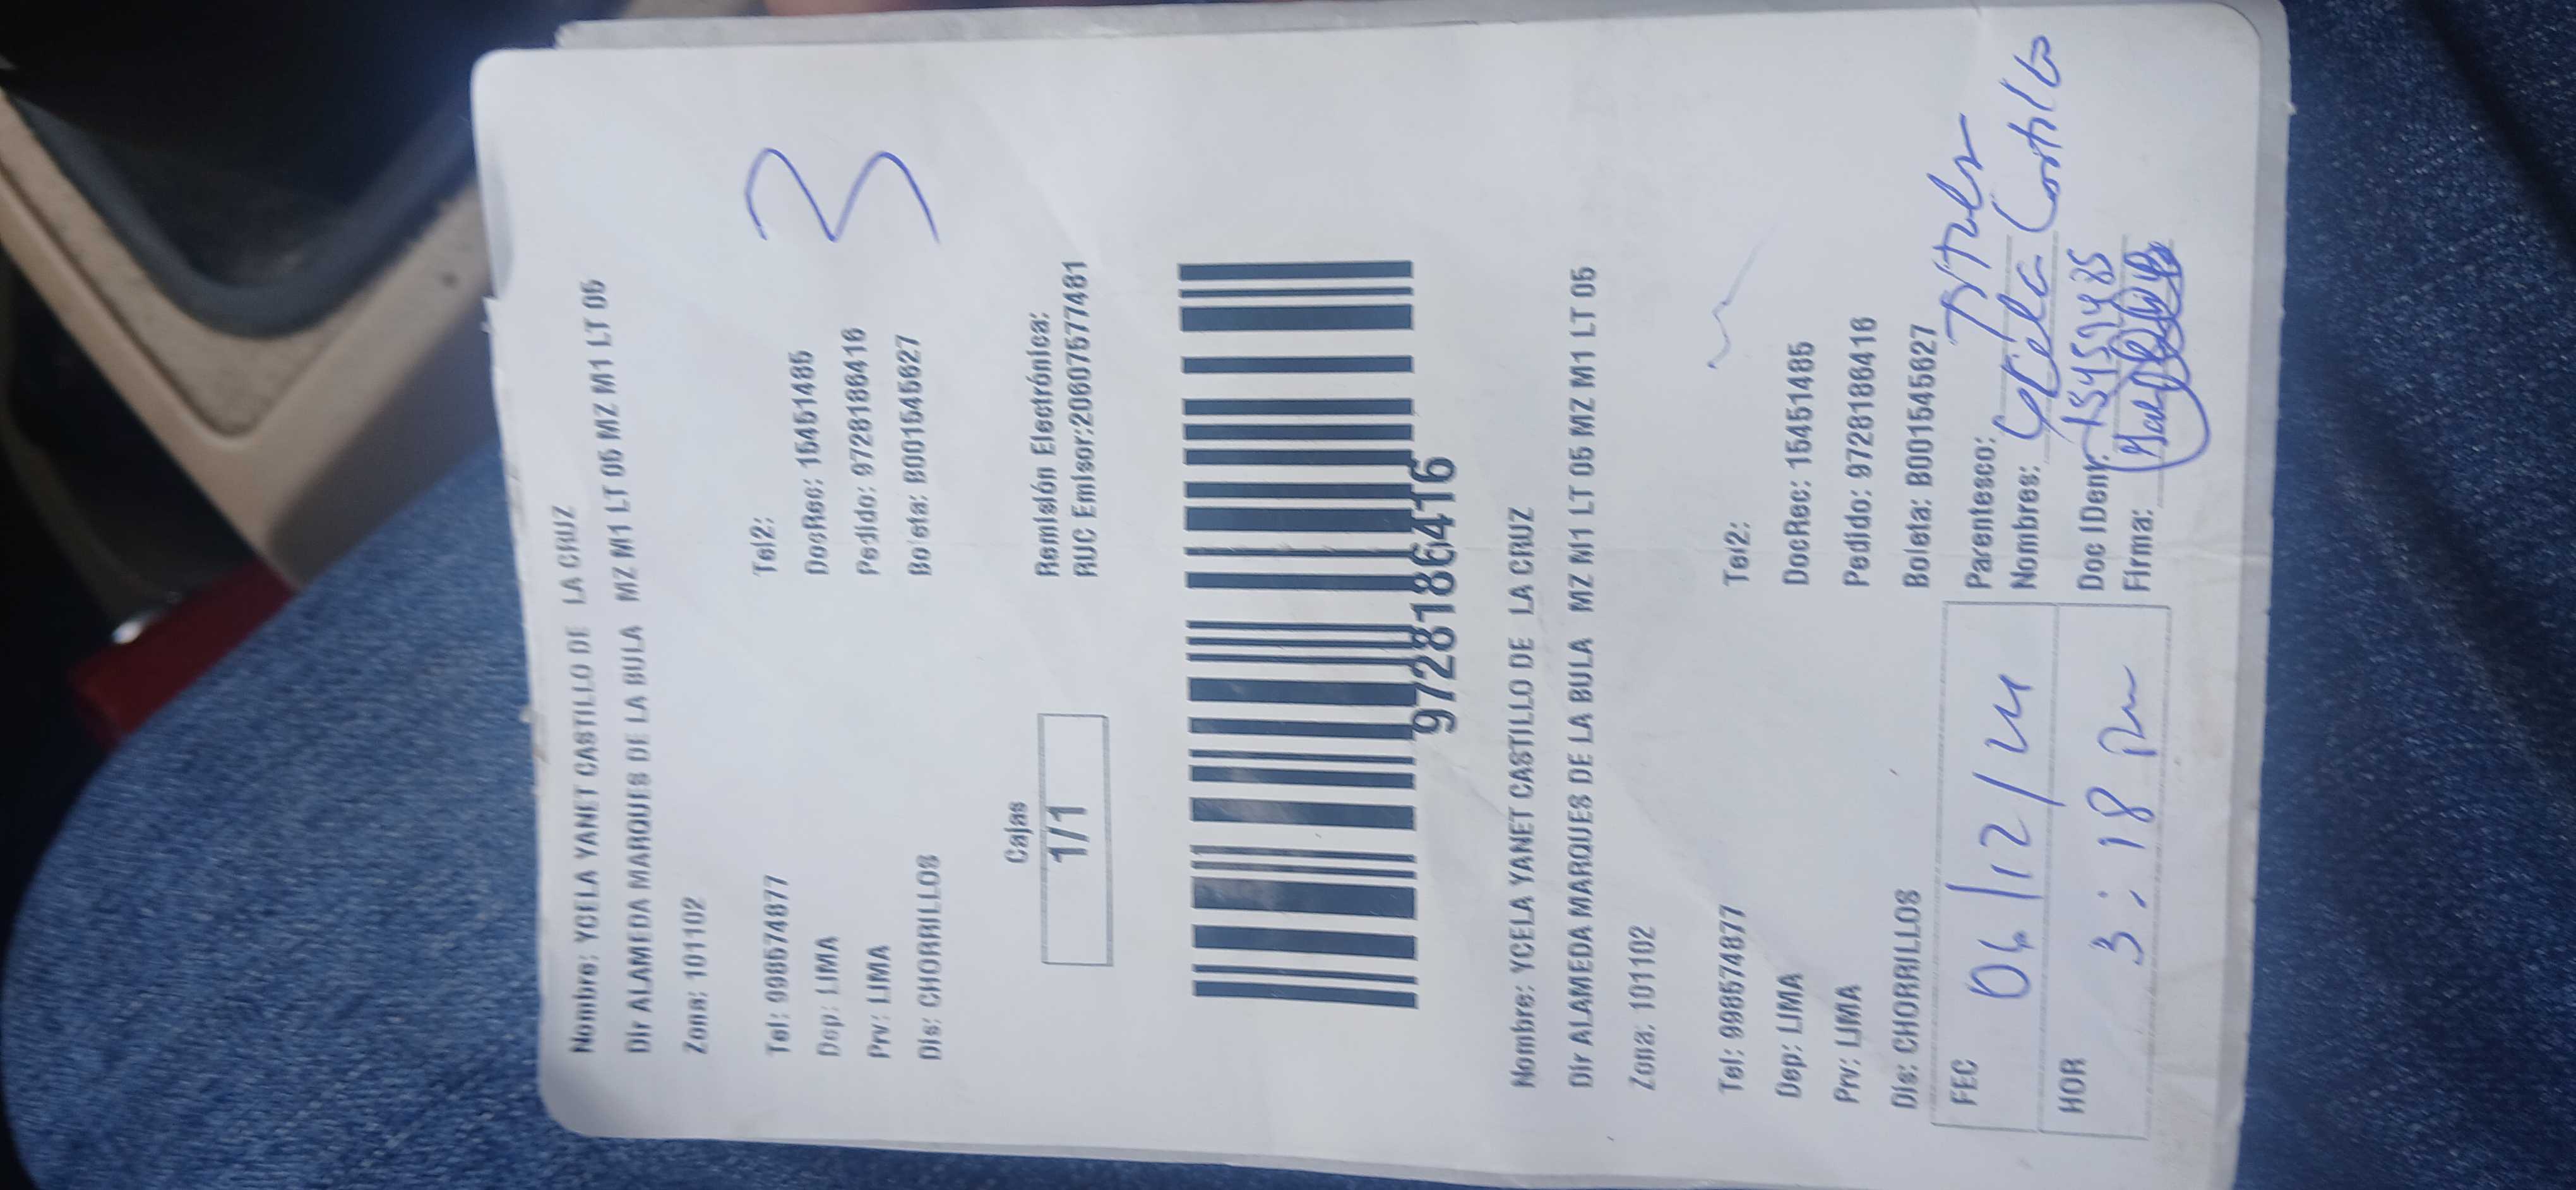 Nombre: YCELA YANET CASTILLO DE LA CRUZ
Dir ALAMEDA MARQUES DE LA BULA MZ M1 LT 05 MZ M1 LT 05
Zona: 101102
Tel: 998574877 Tel2:
Dep: LIMA DocRec: 15451485
Prv: LIMA Pedido: 9728186416
Dis: CHORRILLOS Boleta: B001545627
3
Cajas
1/1
Remisión Electrónica:
RUC Emisor:20607577481
9728186416
Nombre: YCELA YANET CASTILLO DE LA CRUZ
Dir ALAMEDA MARQUES DE LA BULA MZ M1 LT 05 MZ M1 LT 05
Zona: 101102
Tel: 998574877 Tel2:
Dep: LIMA DocRec: 15451485
Prv: LIMA Pedido: 9728186416
Dis: CHORRILLOS Boleta: B001545627
FEC 06/12/24
HOR 3:18 Pm
Parentesco: Titular
Nombres: Ycela Castillo
Doc IDent: 15451485
Firma: